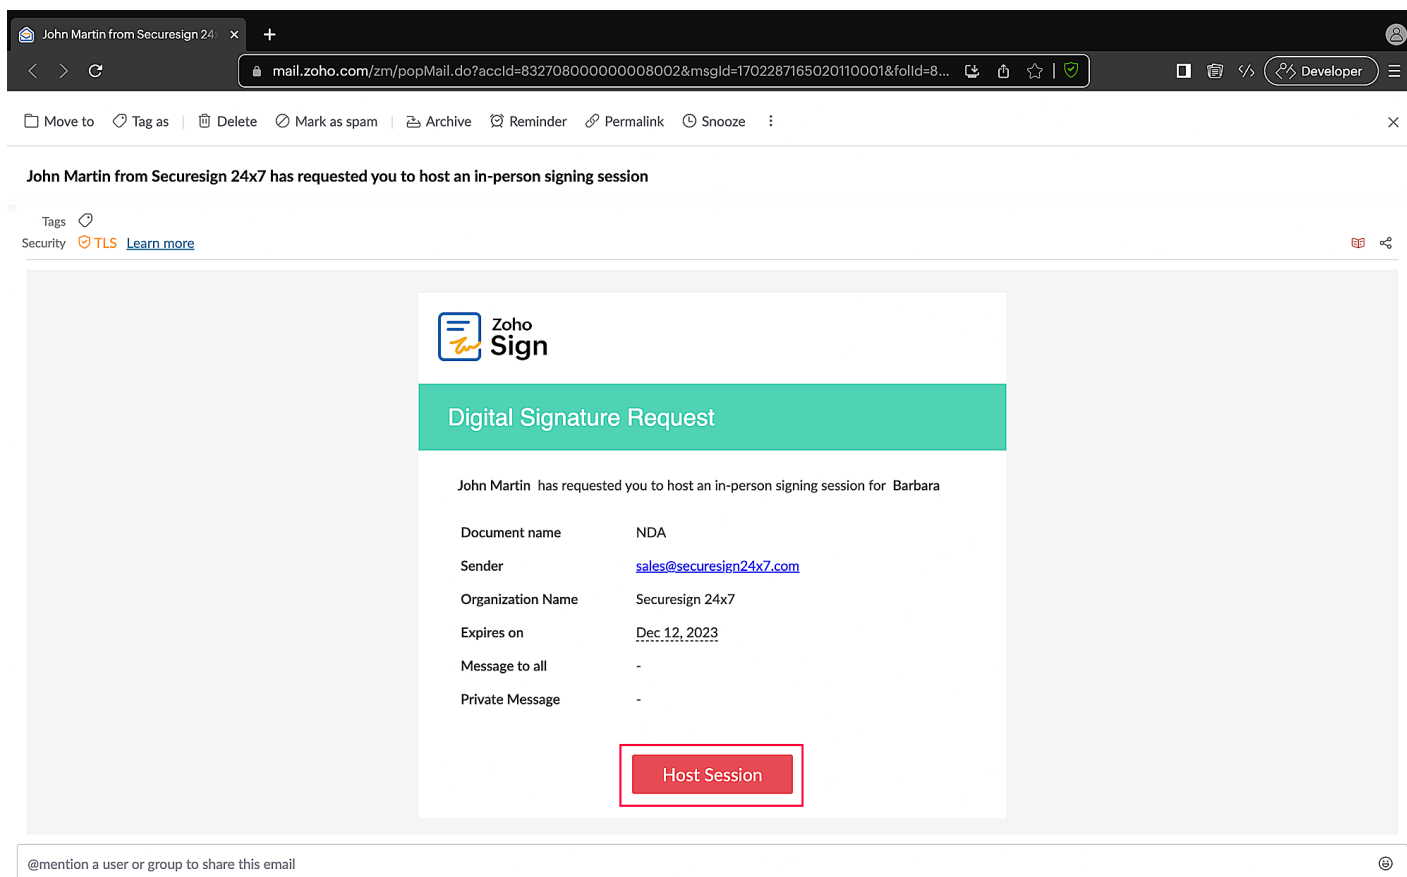 John Martin from Securesign 24
mail.zoho.com/zm/popMail.do?accId=832708000000008002&msgId=1702287165020110001&folId=8...
Developer
Move to Tag as Delete Mark as spam Archive Reminder Permalink Snooze
John Martin from Securesign 24x7 has requested you to host an in-person signing session
Tags
Security TLS Learn more
Zoho
Sign
Digital Signature Request
John Martin has requested you to host an in-person signing session for Barbara
Document name NDA
Sender sales@securesign24x7.com
Organization Name Securesign 24x7
Expires on Dec 12, 2023
Message to all -
Private Message -
Host Session
@mention a user or group to share this email